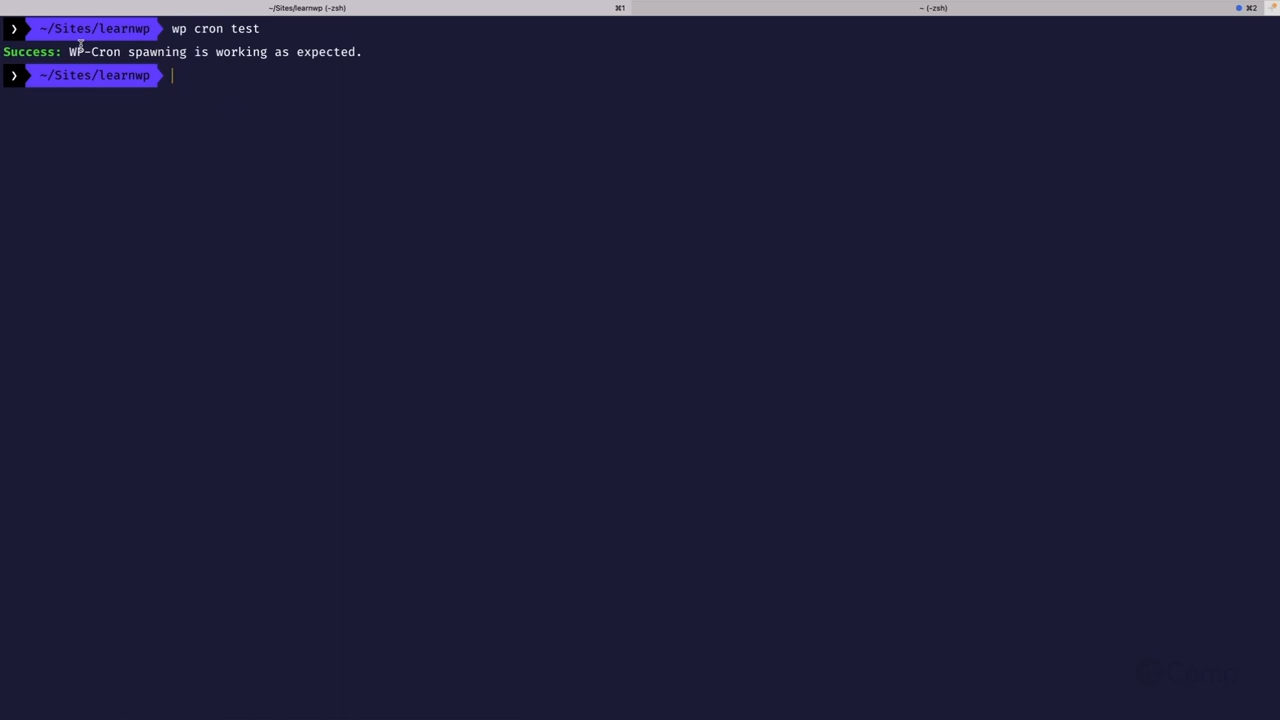 ~/Sites/learnwp (-zsh) ⌘1 ~ (-zsh) ⌘2
❯ ~/Sites/learnwp wp cron test
Success: WP-Cron spawning is working as expected.
❯ ~/Sites/learnwp
Camp